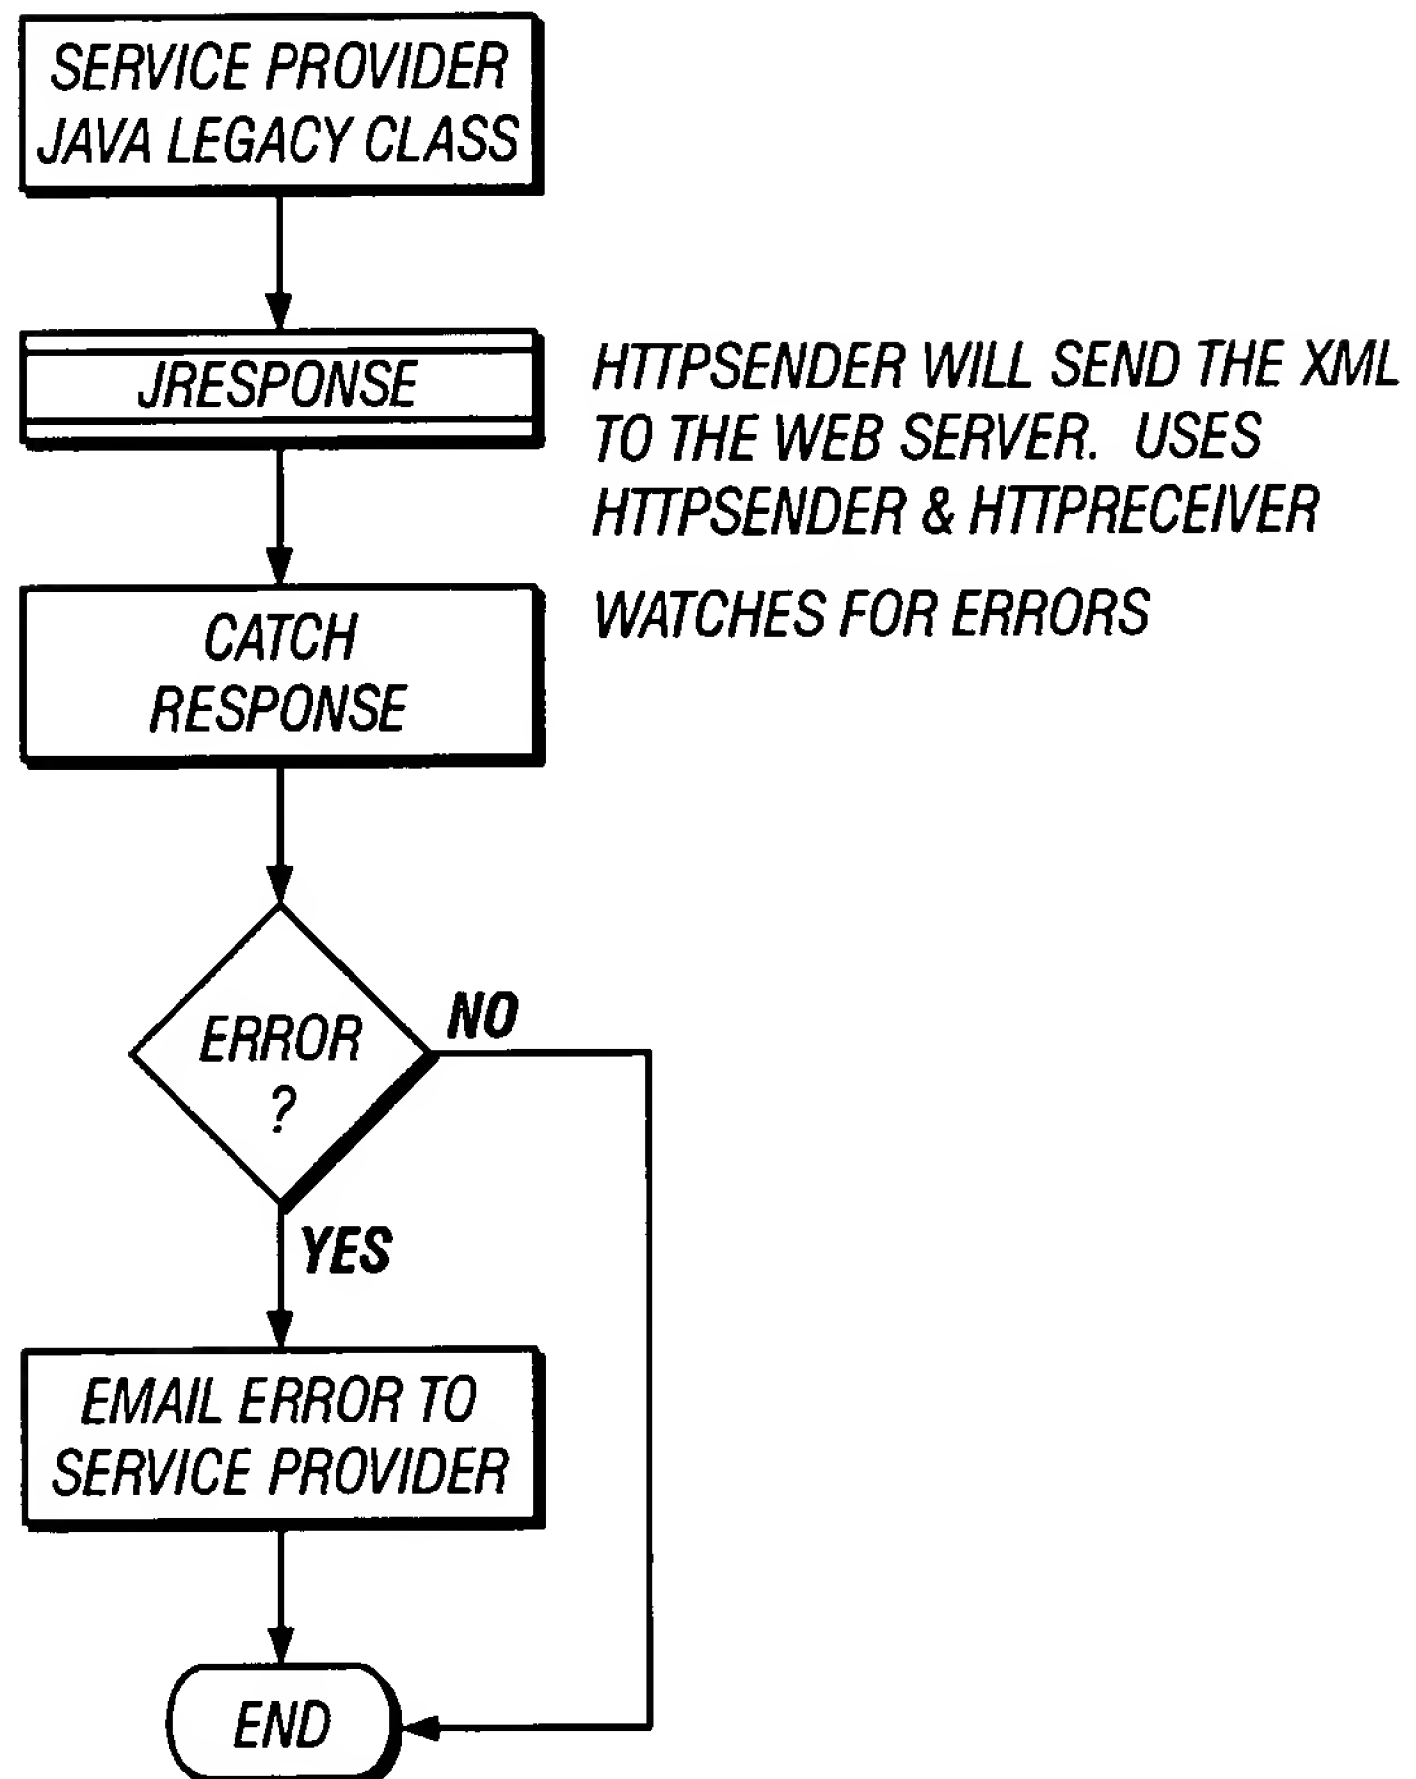 SERVICE PROVIDER
JAVA LEGACY CLASS
JRESPONSE
HTTPSENDER WILL SEND THE XML
TO THE WEB SERVER. USES
HTTPSENDER & HTTPRECEIVER
CATCH
RESPONSE
WATCHES FOR ERRORS
ERROR
?
NO
YES
EMAIL ERROR TO
SERVICE PROVIDER
END